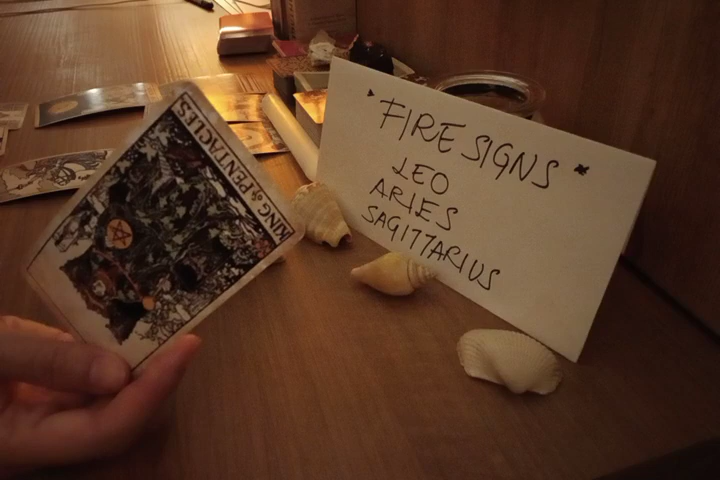 KING of PENTACLES
FIRE SIGNS
LEO
ARIES
SAGITTARIUS